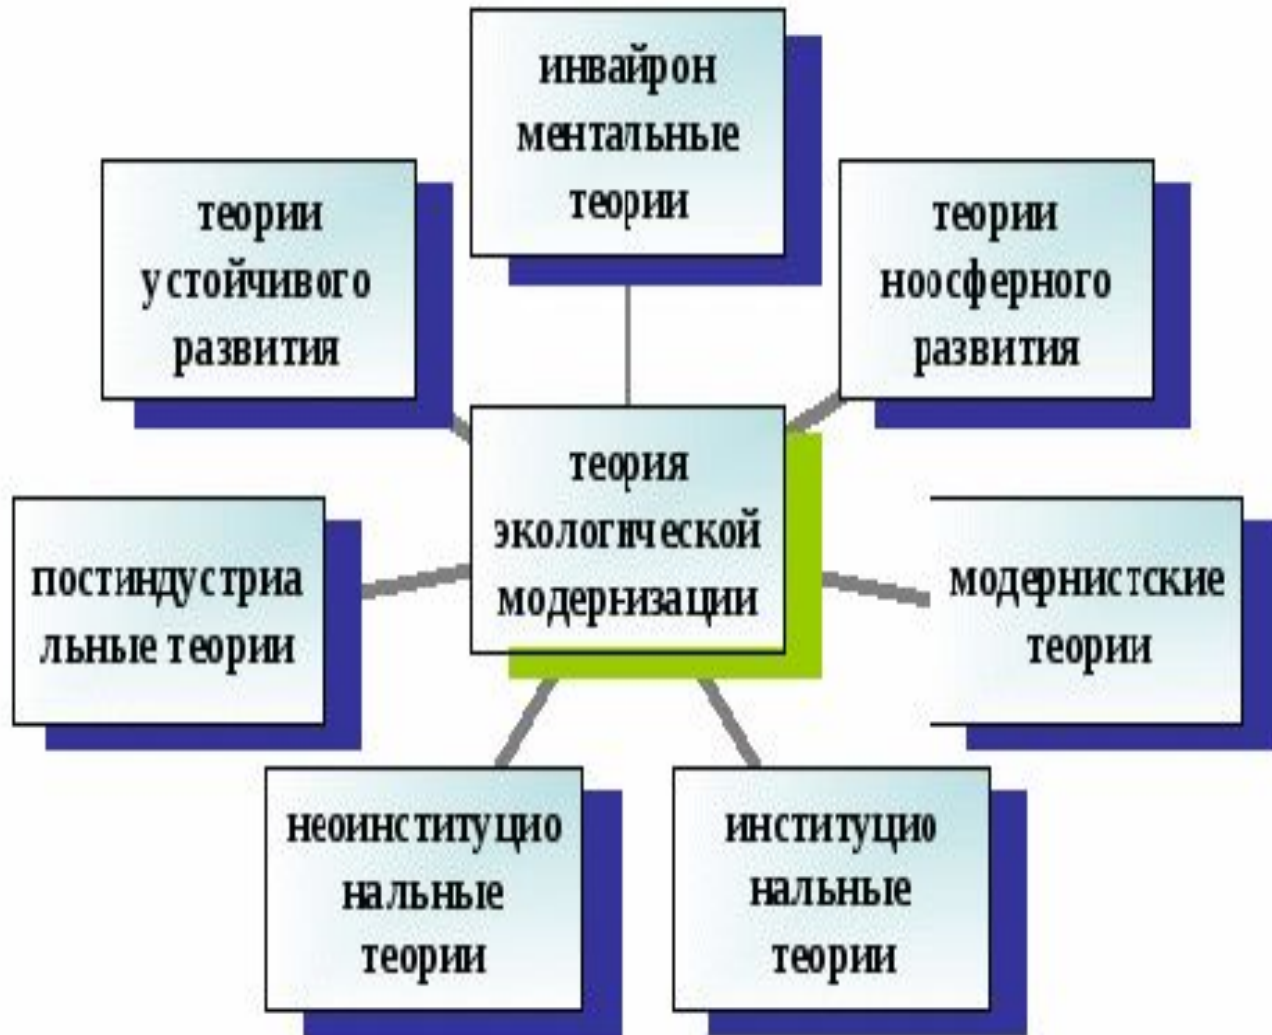 инвайрон
ментальные
теории
теории
устойчивого
развития
теории
ноосферного
развития
теория
экологической
модернизации
постиндустриа
льные теории
модернистские
теории
неоинституцио
нальные
теории
институцио
нальные
теории